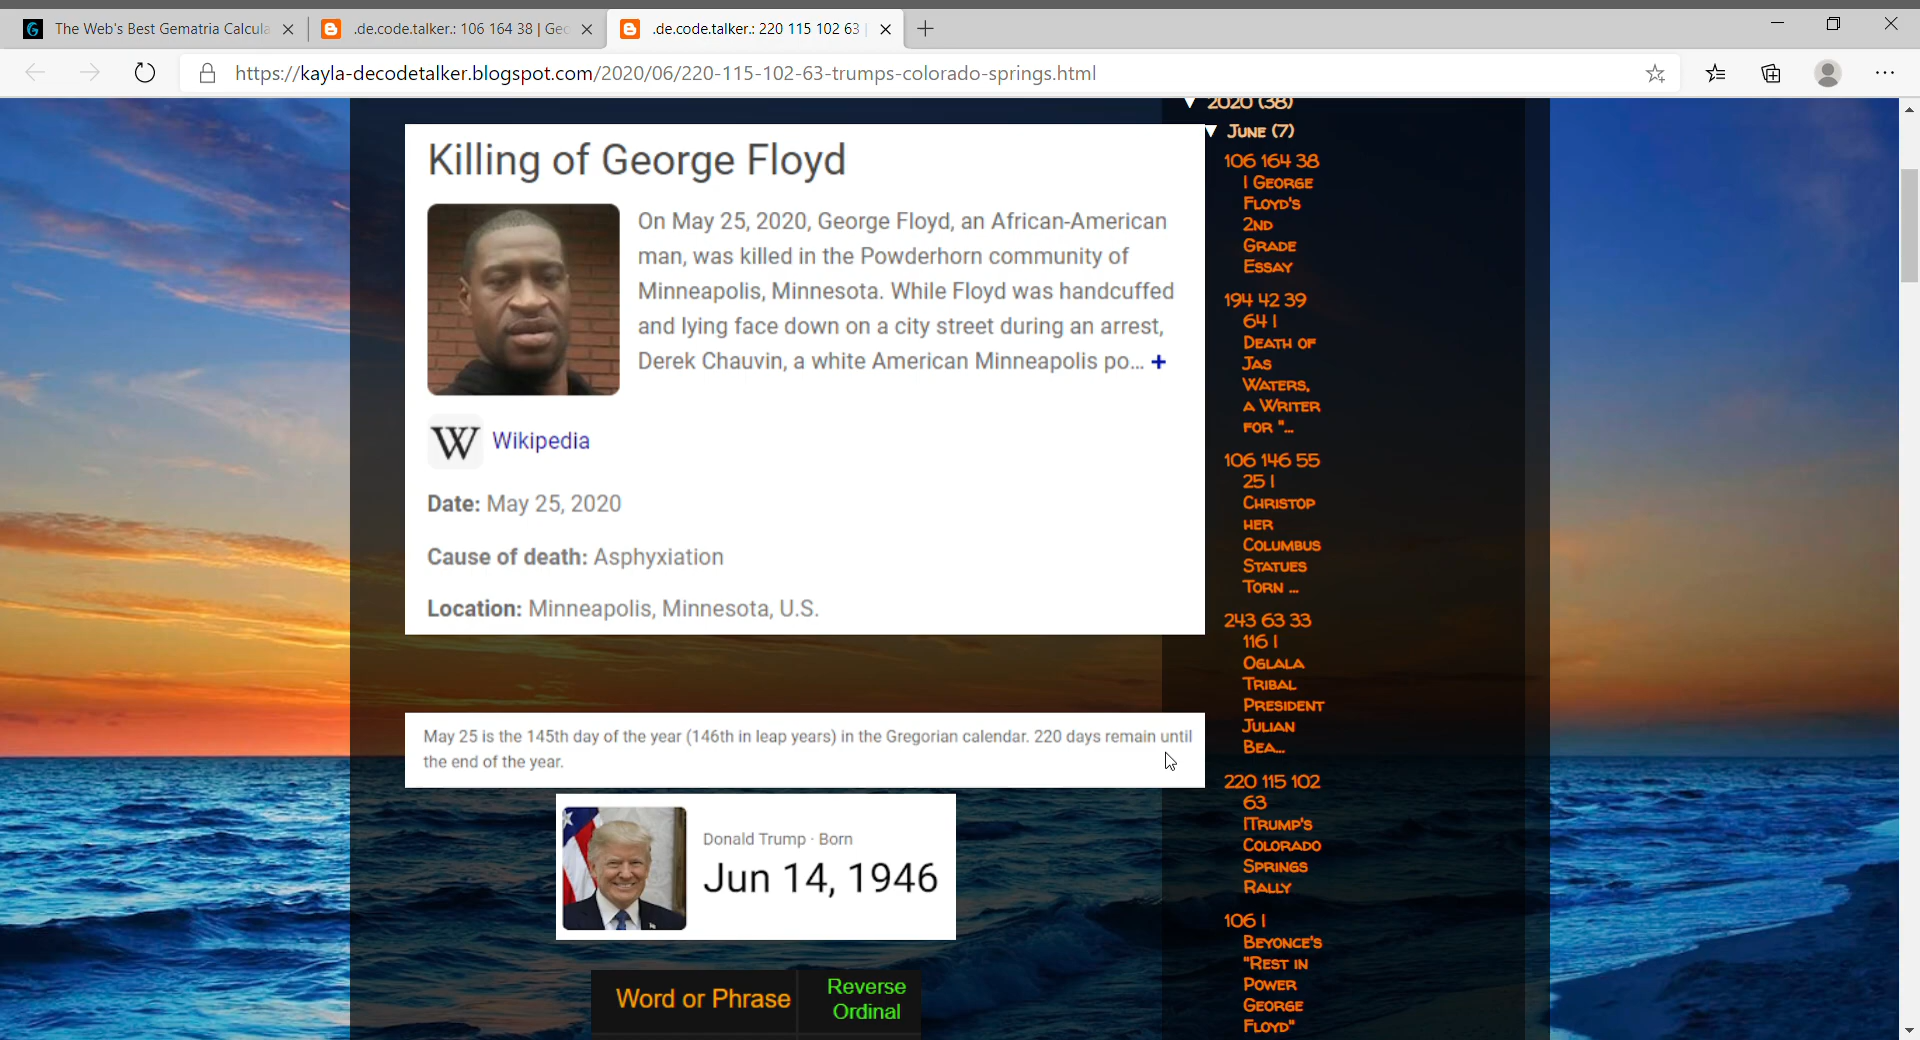 The Web's Best Gematria Calcula
.de.code.talker.: 106 164 38 | Geo
.de.code.talker.: 220 115 102 63 |
https://kayla-decodetalker.blogspot.com/2020/06/220-115-102-63-trumps-colorado-springs.html
Killing of George Floyd
On May 25, 2020, George Floyd, an African-American
man, was killed in the Powderhorn community of
Minneapolis, Minnesota. While Floyd was handcuffed
and lying face down on a city street during an arrest,
Derek Chauvin, a white American Minneapolis po... +
W Wikipedia
Date: May 25, 2020
Cause of death: Asphyxiation
Location: Minneapolis, Minnesota, U.S.
May 25 is the 145th day of the year (146th in leap years) in the Gregorian calendar. 220 days remain until
the end of the year.
Donald Trump · Born
Jun 14, 1946
Word or Phrase
Reverse
Ordinal
▼ 2020 (38)
▼ June (7)
106 164 38
| George
Floyd's
2nd
Grade
Essay
194 42 39
64 |
Death of
Jas
Waters,
a Writer
for "...
106 146 55
25 |
Christop
her
Columbus
Statues
Torn ...
243 63 33
116 |
Oglala
Tribal
President
Julian
Bea...
220 115 102
63
|Trump's
Colorado
Springs
Rally
106 |
Beyonce's
"Rest in
Power
George
Floyd"